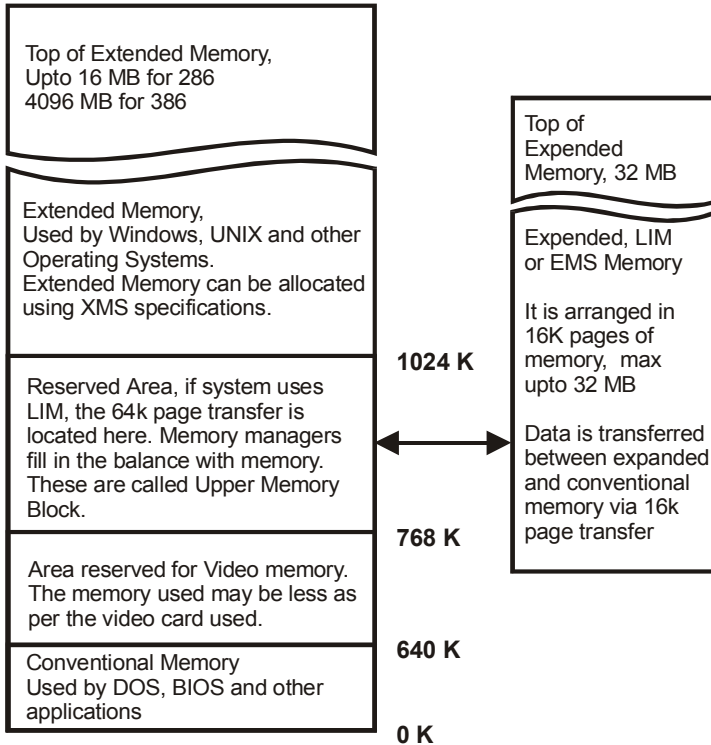 Top of Extended Memory,
Upto 16 MB for 286
4096 MB for 386
Extended Memory,
Used by Windows, UNIX and other
Operating Systems.
Extended Memory can be allocated
using XMS specifications.
1024 K
Reserved Area, if system uses
LIM, the 64k page transfer is
located here. Memory managers
fill in the balance with memory.
These are called Upper Memory
Block.
768 K
Area reserved for Video memory.
The memory used may be less as
per the video card used.
640 K
Conventional Memory
Used by DOS, BIOS and other
applications
0 K
Top of
Expended
Memory, 32 MB
Expended, LIM
or EMS Memory
It is arranged in
16K pages of
memory, max
upto 32 MB
Data is transferred
between expanded
and conventional
memory via 16k
page transfer